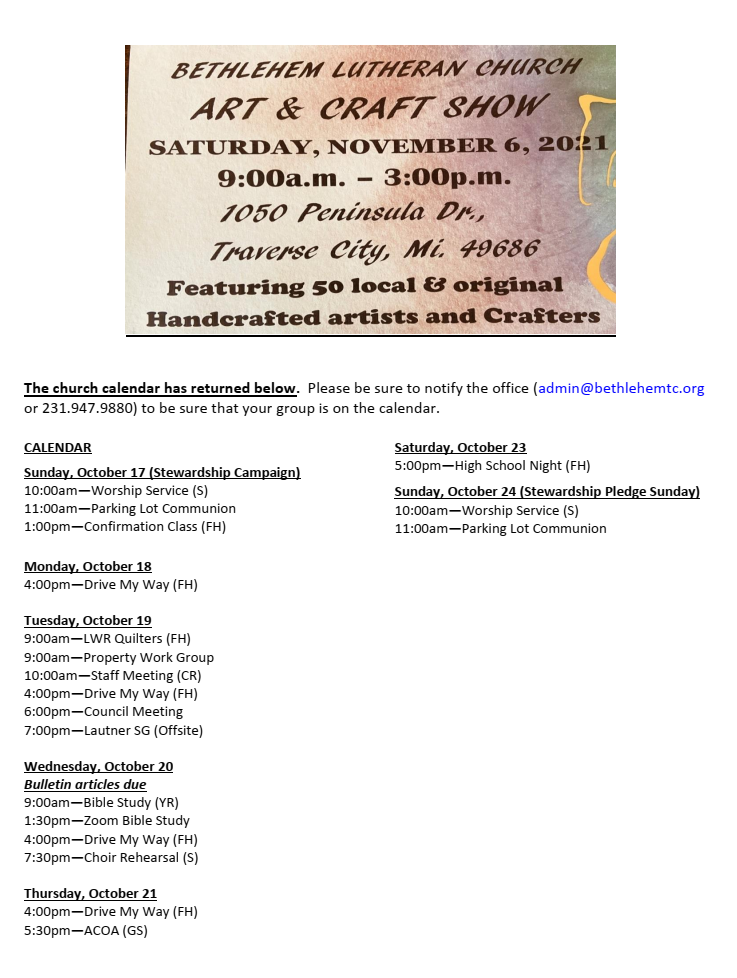 BETHLEHEM LUTHERAN CHURCH
ART & CRAFT SHOW
SATURDAY, NOVEMBER 6, 2021
9:00a.m. – 3:00p.m.
1050 Peninsula Dr.,
Traverse City, Mi. 49686
Featuring 50 local & original
Handcrafted artists and Crafters
The church calendar has returned below.  Please be sure to notify the office (admin@bethlehemtc.org
or 231.947.9880) to be sure that your group is on the calendar.
CALENDAR
Sunday, October 17 (Stewardship Campaign)
10:00am—Worship Service (S)
11:00am—Parking Lot Communion
1:00pm—Confirmation Class (FH)
Monday, October 18
4:00pm—Drive My Way (FH)
Tuesday, October 19
9:00am—LWR Quilters (FH)
9:00am—Property Work Group
10:00am—Staff Meeting (CR)
4:00pm—Drive My Way (FH)
6:00pm—Council Meeting
7:00pm—Lautner SG (Offsite)
Wednesday, October 20
Bulletin articles due
9:00am—Bible Study (YR)
1:30pm—Zoom Bible Study
4:00pm—Drive My Way (FH)
7:30pm—Choir Rehearsal (S)
Thursday, October 21
4:00pm—Drive My Way (FH)
5:30pm—ACOA (GS)
Saturday, October 23
5:00pm—High School Night (FH)
Sunday, October 24 (Stewardship Pledge Sunday)
10:00am—Worship Service (S)
11:00am—Parking Lot Communion